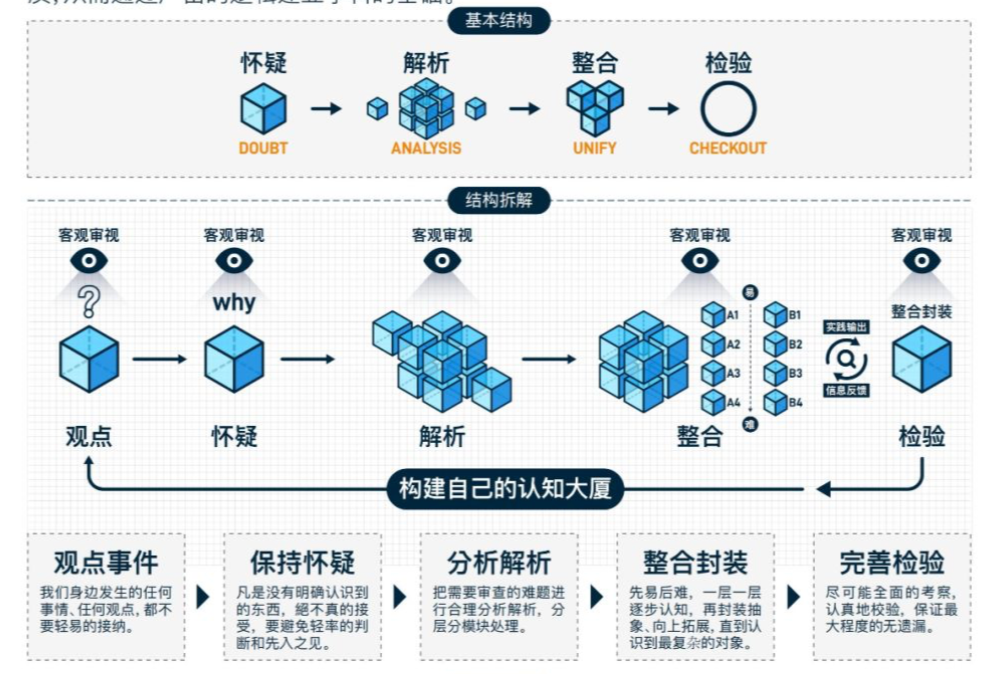 基本结构
怀疑 解析 整合 检验
DOUBT ANALYSIS UNIFY CHECKOUT
结构拆解
客观审视 客观审视 客观审视 客观审视 客观审视
? why
整合封装
易
A1 B1
实践输出
A2 B2
A3 B3
信息反馈
A4 B4
难
观点 怀疑 解析 整合 检验
构建自己的认知大厦
观点事件
我们身边发生的任何
事情、任何观点, 都不
要轻易的接纳。
保持怀疑
凡是没有明确认识到
的东西，絕不真的接
受，要避免轻率的判
断和先入之见。
分析解析
把需要审查的难题进
行合理分析解析，分
层分模块处理。
整合封装
先易后难，一层一层
逐步认知，再封装抽
象、向上拓展, 直到认
识到最复杂的对象。
完善检验
尽可能全面的考察，
认真地校验，保证最
大程度的无遗漏。